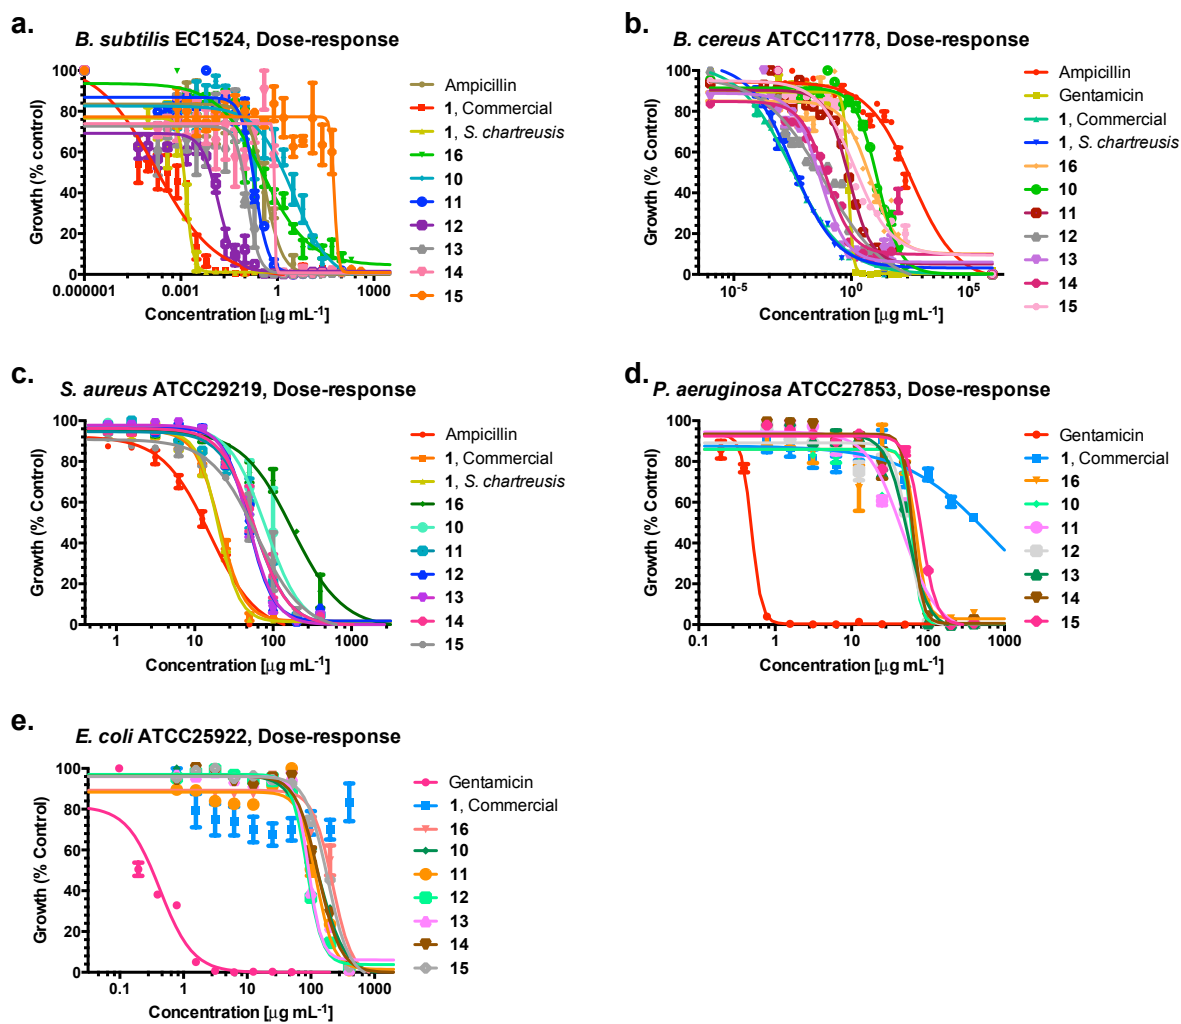 a.
B. subtilis EC1524, Dose-response
Growth (% control)
100
80
60
40
20
0
0.000001
0.001
1
1000
Concentration [μg mL-1]
Ampicillin
1, Commercial
1, S. chartreusis
16
10
11
12
13
14
15
b.
B. cereus ATCC11778, Dose-response
Growth (% Control)
100
80
60
40
20
0
10-5
100
105
Concentration [μg mL-1]
Ampicillin
Gentamicin
1, Commercial
1, S. chartreusis
16
10
11
12
13
14
15
c.
S. aureus ATCC29219, Dose-response
Growth (% Control)
100
80
60
40
20
0
1
10
100
1000
Concentration [μg mL-1]
Ampicillin
1, Commercial
1, S. chartreusis
16
10
11
12
13
14
15
d.
P. aeruginosa ATCC27853, Dose-response
Growth (% Control)
100
80
60
40
20
0
0.1
1
10
100
1000
Concentration [μg mL-1]
Gentamicin
1, Commercial
16
10
11
12
13
14
15
e.
E. coli ATCC25922, Dose-response
Growth (% Control)
100
80
60
40
20
0
0.1
1
10
100
1000
Concentration [μg mL-1]
Gentamicin
1, Commercial
16
10
11
12
13
14
15